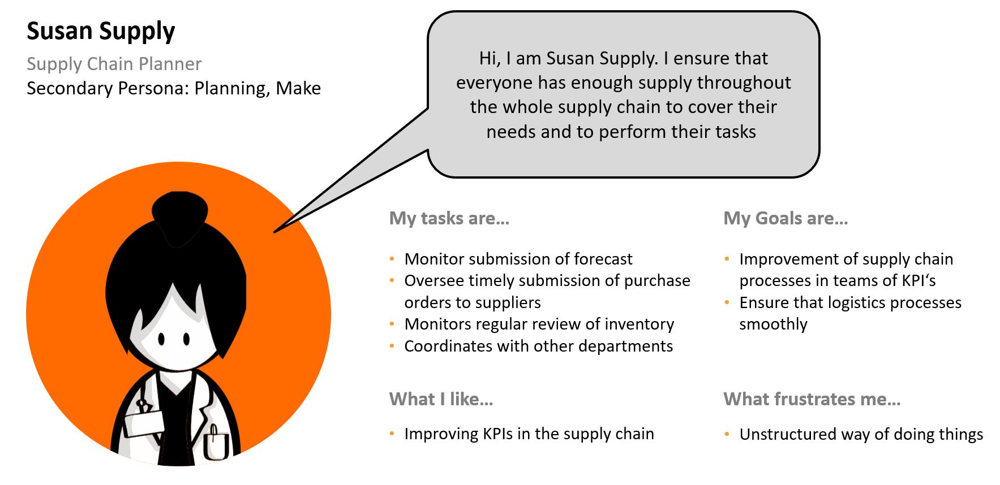 Susan Supply
Supply Chain Planner
Secondary Persona: Planning, Make
Hi, I am Susan Supply. I ensure that
everyone has enough supply throughout
the whole supply chain to cover their
needs and to perform their tasks
My tasks are...
• Monitor submission of forecast
• Oversee timely submission of purchase
orders to suppliers
• Monitors regular review of inventory
• Coordinates with other departments
My Goals are...
• Improvement of supply chain
processes in teams of KPI‘s
• Ensure that logistics processes
smoothly
What I like...
• Improving KPIs in the supply chain
What frustrates me...
• Unstructured way of doing things